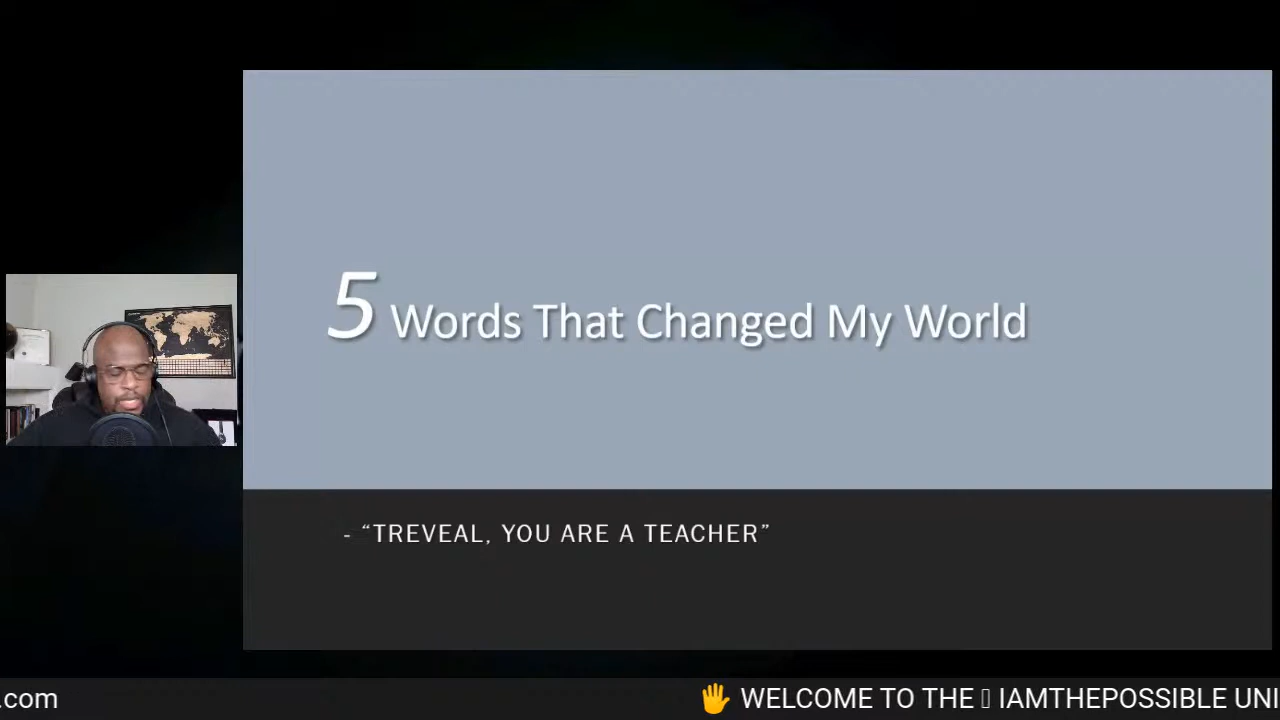 5 Words That Changed My World
- “TREVEAL, YOU ARE A TEACHER”
.com
🖐 WELCOME TO THE ▯ IAMTHEPOSSIBLE UNI